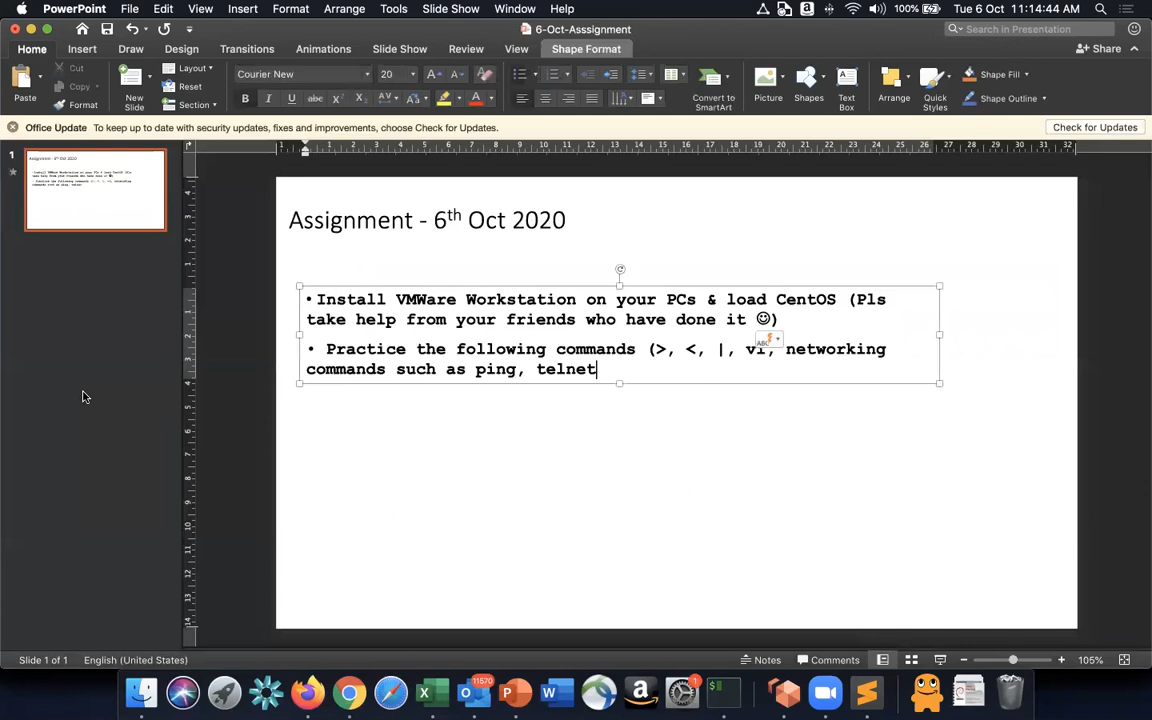 PowerPoint File Edit View Insert Format Arrange Tools Slide Show Window Help 100% Tue 6 Oct 11:14:44 AM
6-Oct-Asssignment
Search in Presentation
Home Insert Draw Design Transitions Animations Slide Show Review View Shape Format Share
Paste Cut Copy Format
New Slide Layout Reset Section
Courier New 20
Convert to SmartArt
Picture Shapes Text Box Arrange Quick Styles
Shape Fill
Shape Outline
Office Update To keep up to date with security updates, fixes and improvements, choose Check for Updates. Check for Updates
1
Assignment - 6th Oct 2020
•Install VMWare Workstation on your PCs & load CentOS (Pls
take help from your friends who have done it ☺)
• Practice the following commands (>, <, |, vi, networking
commands such as ping, telnet
Slide 1 of 1 English (United States) Notes Comments 105%
11570
1